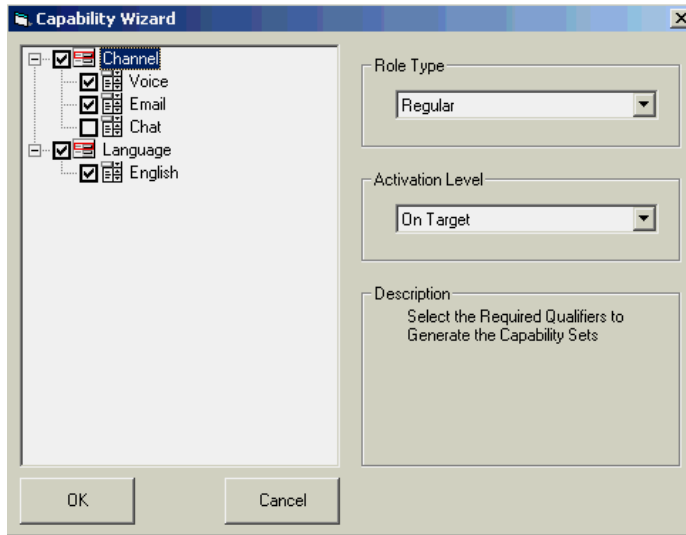 Capability Wizard
Channel
Voice
Email
Chat
Language
English
Role Type
Regular
Activation Level
On Target
Description
Select the Required Qualifiers to
Generate the Capability Sets
OK
Cancel